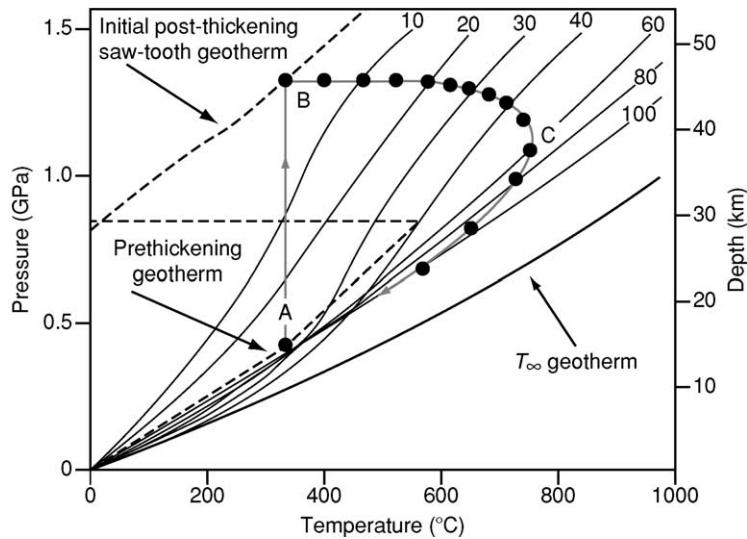 1.5
1.0
0.5
0
Pressure (GPa)
Initial post-thickening
saw-tooth geotherm
B
Prethickening
geotherm
A
C
10
20
30
40
60
80
100
T∞ geotherm
50
40
30
20
10
Depth (km)
0
200
400
600
800
1000
Temperature (°C)